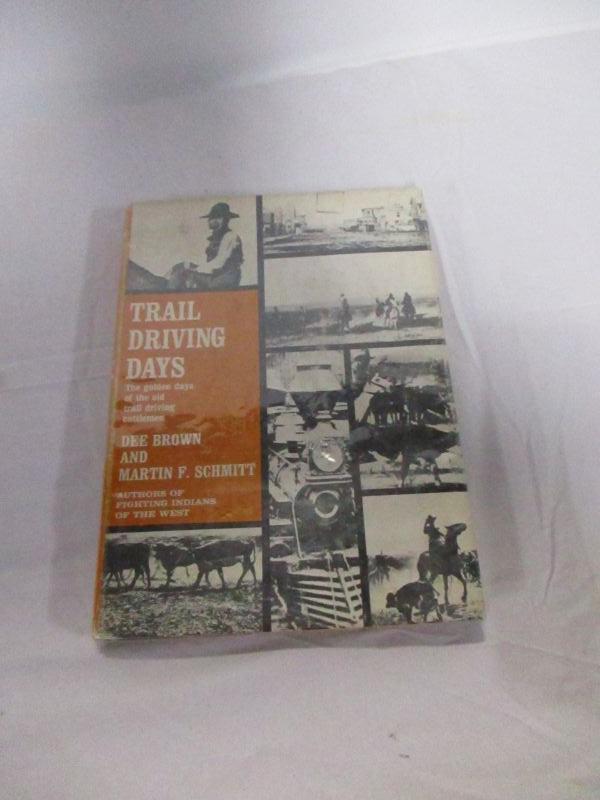 TRAIL
DRIVING
DAYS
The golden days
of the old
trail driving
cattlemen
DEE BROWN
AND
MARTIN F. SCHMITT
AUTHORS OF
FIGHTING INDIANS
OF THE WEST